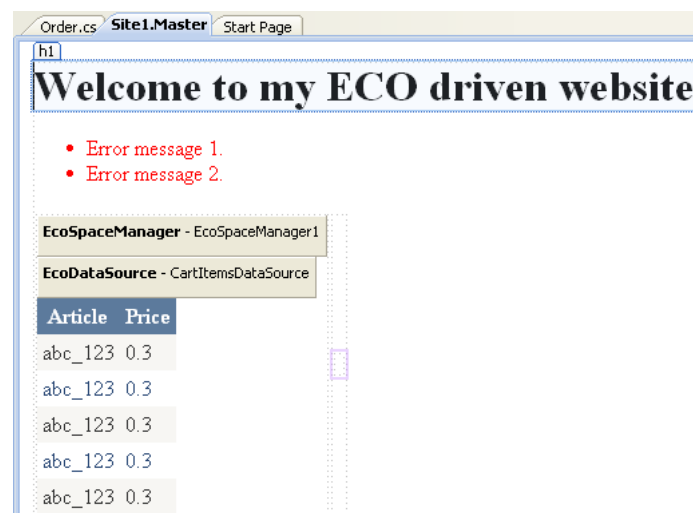 Order.cs Site1.Master Start Page
h1
Welcome to my ECO driven website
Error message 1.
Error message 2.
EcoSpaceManager - EcoSpaceManager1
EcoDataSource - CartItemsDataSource
Article Price
abc_123 0.3
abc_123 0.3
abc_123 0.3
abc_123 0.3
abc_123 0.3